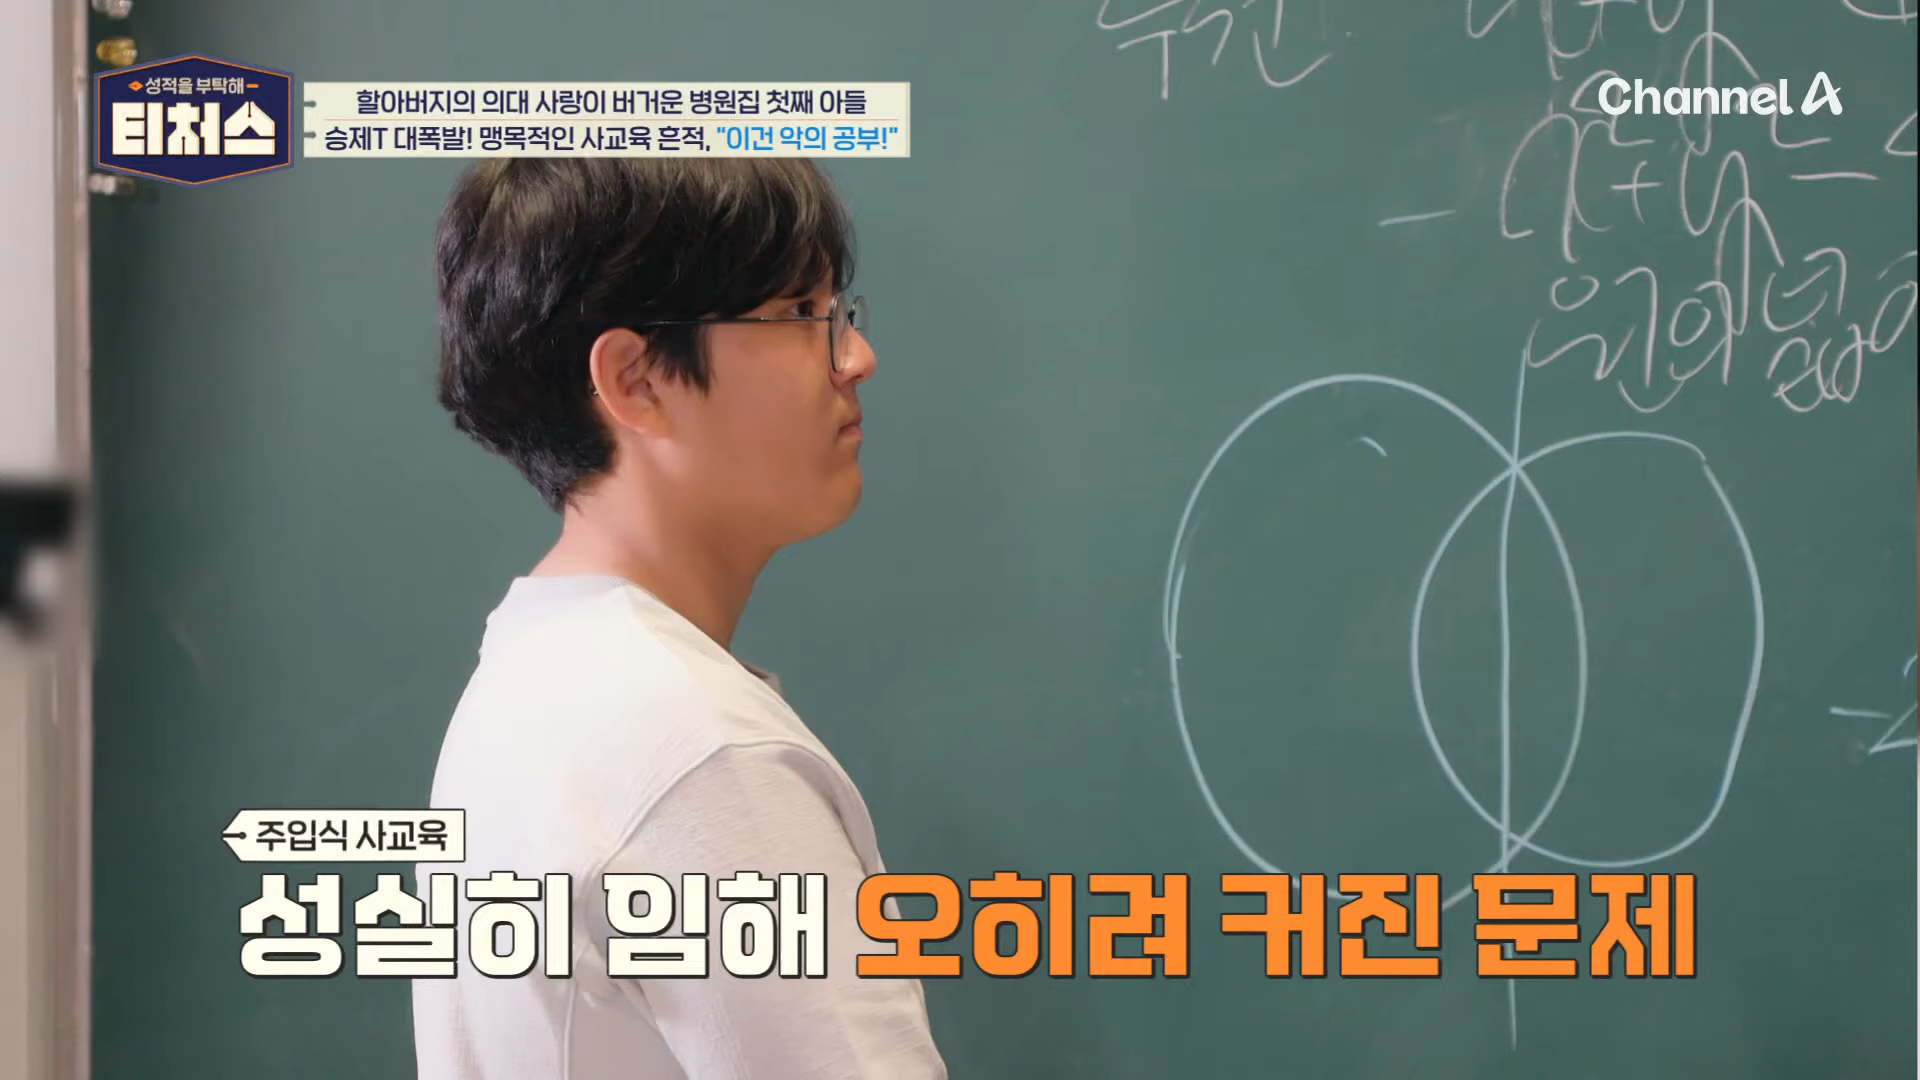 성적을 부탁해
티처스
할아버지의 의대 사랑이 버거운 병원집 첫째 아들
승제T 대폭발! 맹목적인 사교육 흔적, "이건 악의 공부!"
Channel A
주입식 사교육
성실히 임해 오히려 커진 문제